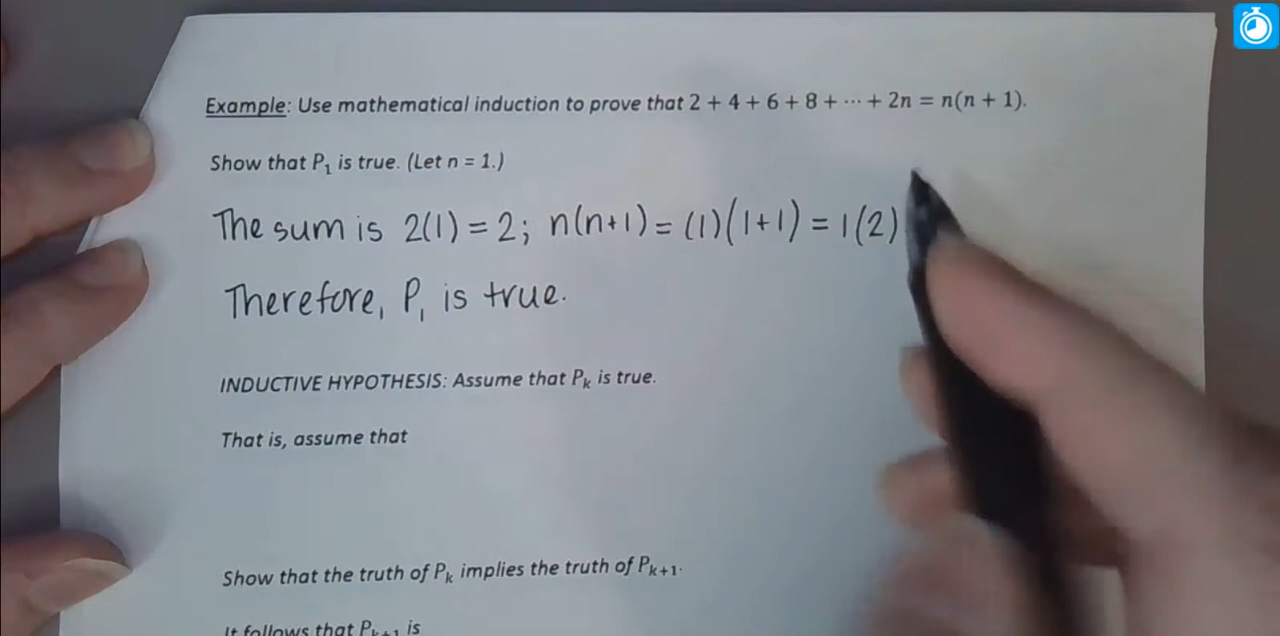 Example: Use mathematical induction to prove that 2 + 4 + 6 + 8 + ⋯ + 2n = n(n + 1).
Show that P₁ is true. (Let n = 1.)
The sum is 2(1) = 2; n(n+1) = (1)(1+1) = 1(2)
Therefore, P₁ is true.
INDUCTIVE HYPOTHESIS: Assume that Pₖ is true.
That is, assume that
Show that the truth of Pₖ implies the truth of Pₖ₊₁.
It follows that Pₖ₊₁ is